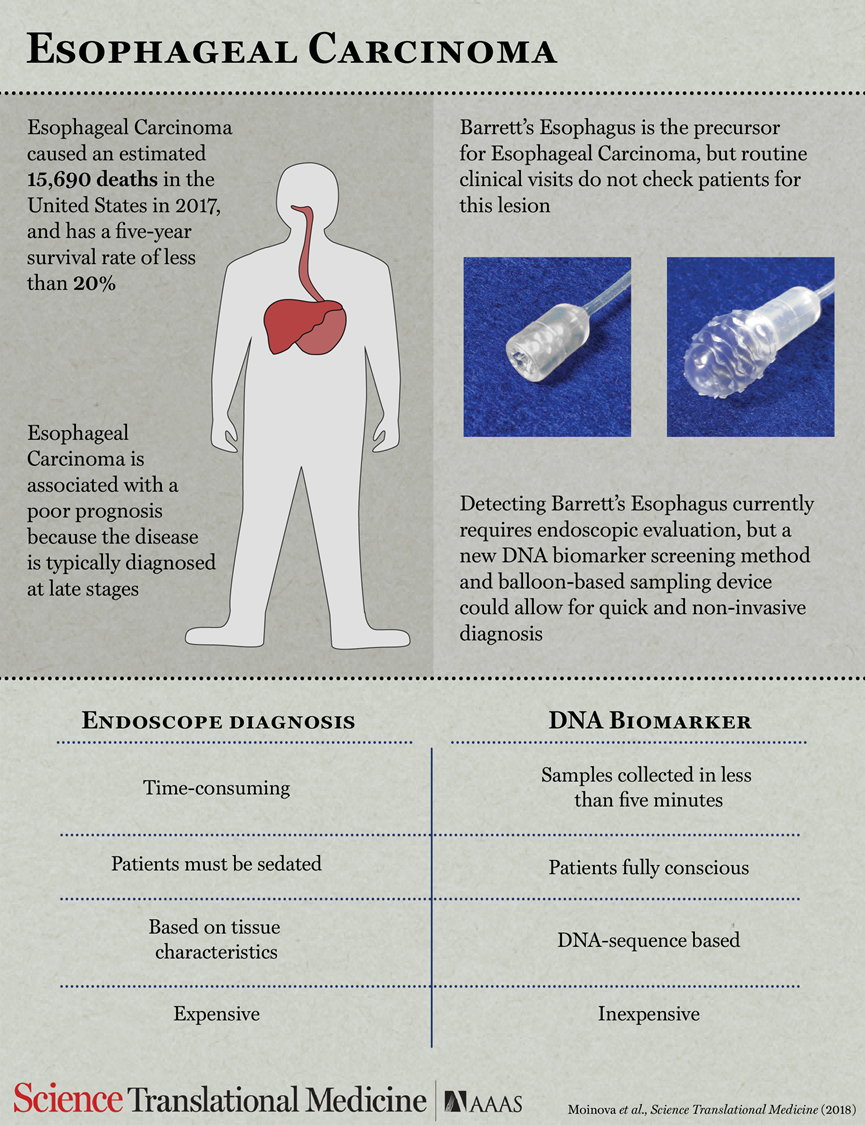 Esophageal Carcinoma
Esophageal Carcinoma
caused an estimated
15,690 deaths in the
United States in 2017,
and has a five-year
survival rate of less
than 20%
Esophageal
Carcinoma is
associated with a
poor prognosis
because the disease
is typically diagnosed
at late stages
Barrett’s Esophagus is the precursor
for Esophageal Carcinoma, but routine
clinical visits do not check patients for
this lesion
Detecting Barrett’s Esophagus currently
requires endoscopic evaluation, but a
new DNA biomarker screening method
and balloon-based sampling device
could allow for quick and non-invasive
diagnosis
Endoscope diagnosis
DNA Biomarker
Time-consuming
Samples collected in less
than five minutes
Patients must be sedated
Patients fully conscious
Based on tissue
characteristics
DNA-sequence based
Expensive
Inexpensive
Science Translational Medicine
AAAS
Moinova et al., Science Translational Medicine (2018)